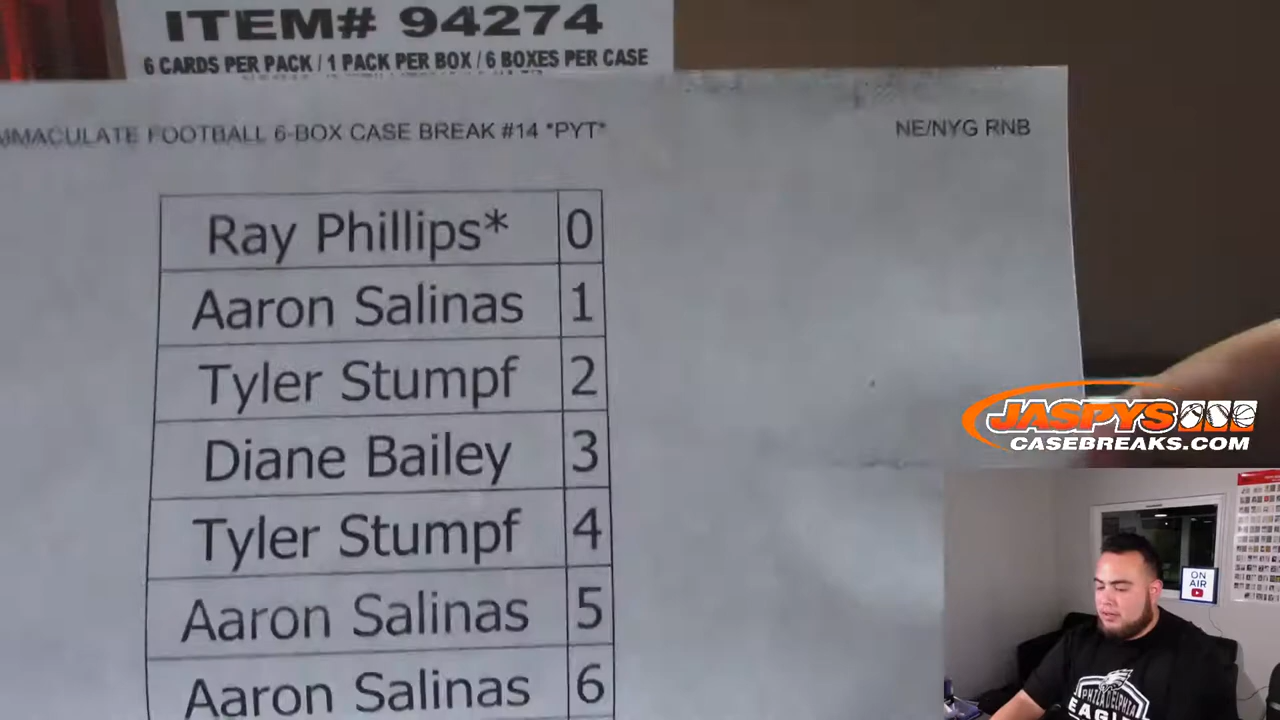 ITEM# 94274
6 CARDS PER PACK / 1 PACK PER BOX / 6 BOXES PER CASE
MMACULATE FOOTBALL 6-BOX CASE BREAK #14 *PYT*
NE/NYG RNB
Ray Phillips* 0
Aaron Salinas 1
Tyler Stumpf 2
Diane Bailey 3
Tyler Stumpf 4
Aaron Salinas 5
Aaron Salinas 6
JASPYS
CASEBREAKS.COM
ON
AIR
PHILADELPHIA